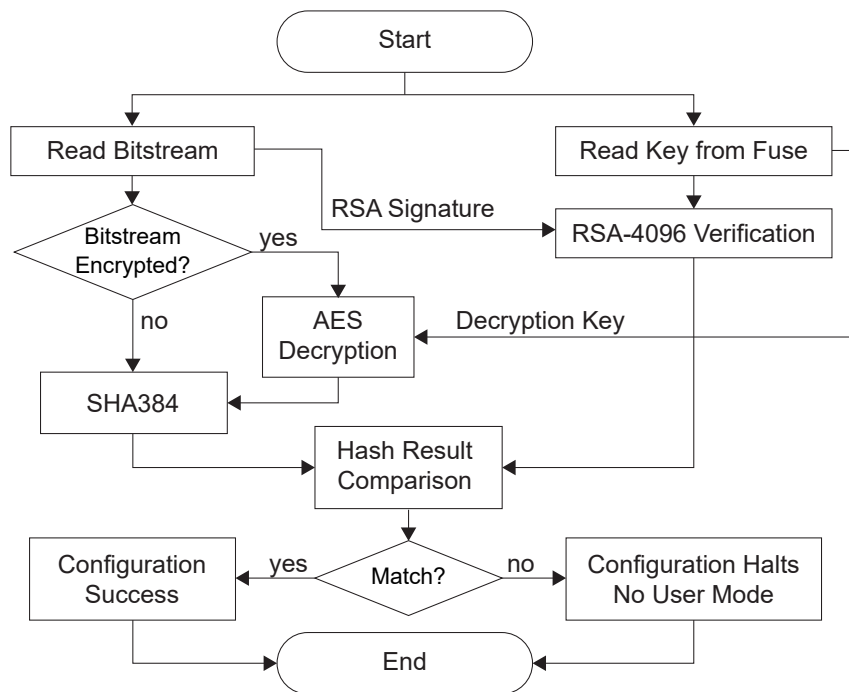 Start
Read Bitstream
Read Key from Fuse
RSA Signature
RSA-4096 Verification
Bitstream
Encrypted?
yes
no
AES
Decryption
Decryption Key
SHA384
Hash Result
Comparison
Configuration
Success
yes
Match?
no
Configuration Halts
No User Mode
End